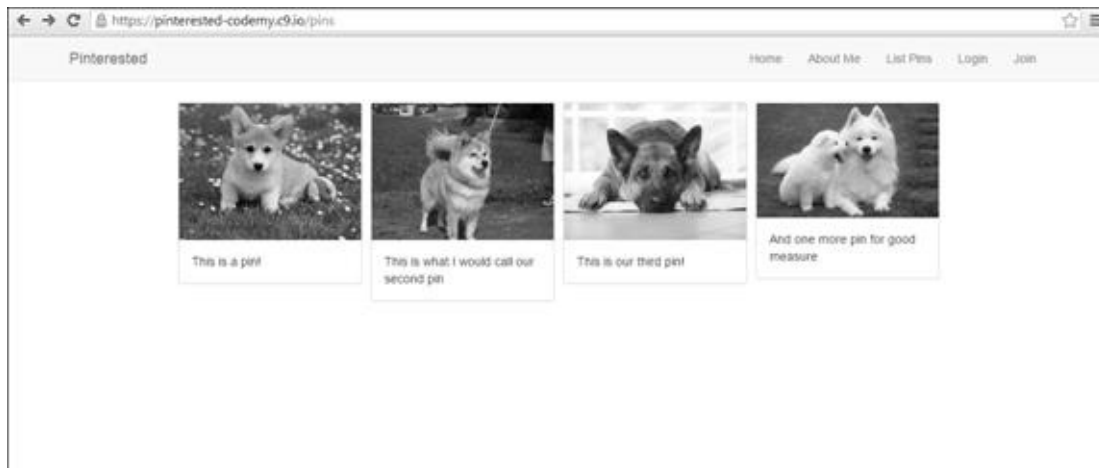 https://pinterested-codemy.c9.io/pins
Pinterested
Home About Me List Pins Login Join
This is a pin!
This is what I would call our
second pin
This is our third pin!
And one more pin for good
measure